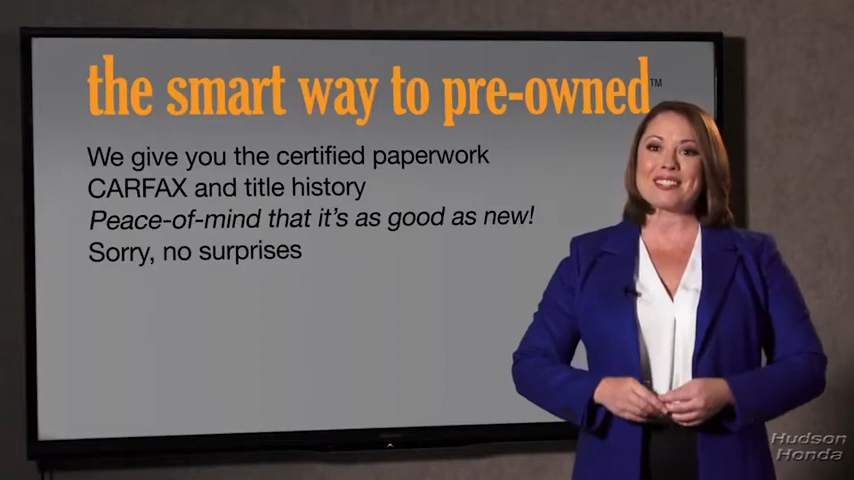 the smart way to pre-owned™
We give you the certified paperwork
CARFAX and title history
Peace-of-mind that it's as good as new!
Sorry, no surprises
Hudson
Honda